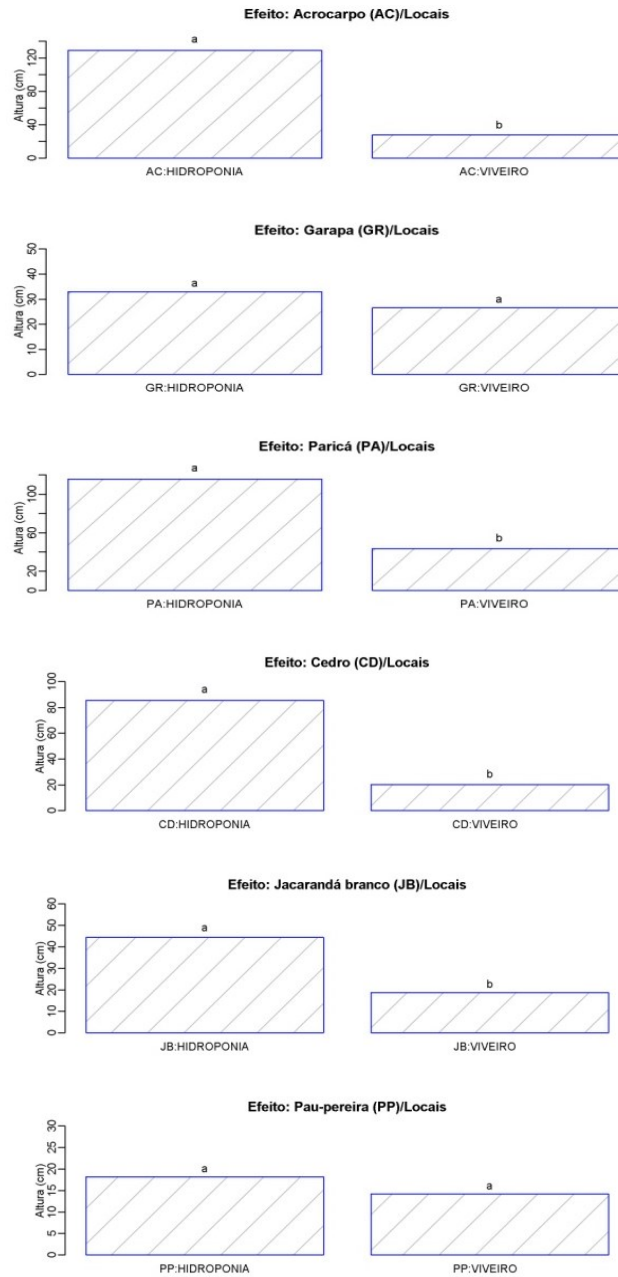 Efeito: Acrocarpo (AC)/Locais
Altura (cm)
0 40 80 120
a
b
AC:HIDROPONIA AC:VIVEIRO
Efeito: Garapa (GR)/Locais
Altura (cm)
0 10 20 30 40 50
a
a
GR:HIDROPONIA GR:VIVEIRO
Efeito: Paricá (PA)/Locais
Altura (cm)
0 20 60 100
a
b
PA:HIDROPONIA PA:VIVEIRO
Efeito: Cedro (CD)/Locais
Altura (cm)
0 20 40 60 80 100
a
b
CD:HIDROPONIA CD:VIVEIRO
Efeito: Jacarandá branco (JB)/Locais
Altura (cm)
0 10 20 30 40 50 60
a
b
JB:HIDROPONIA JB:VIVEIRO
Efeito: Pau-pereira (PP)/Locais
Altura (cm)
0 5 10 15 20 25 30
a
a
PP:HIDROPONIA PP:VIVEIRO